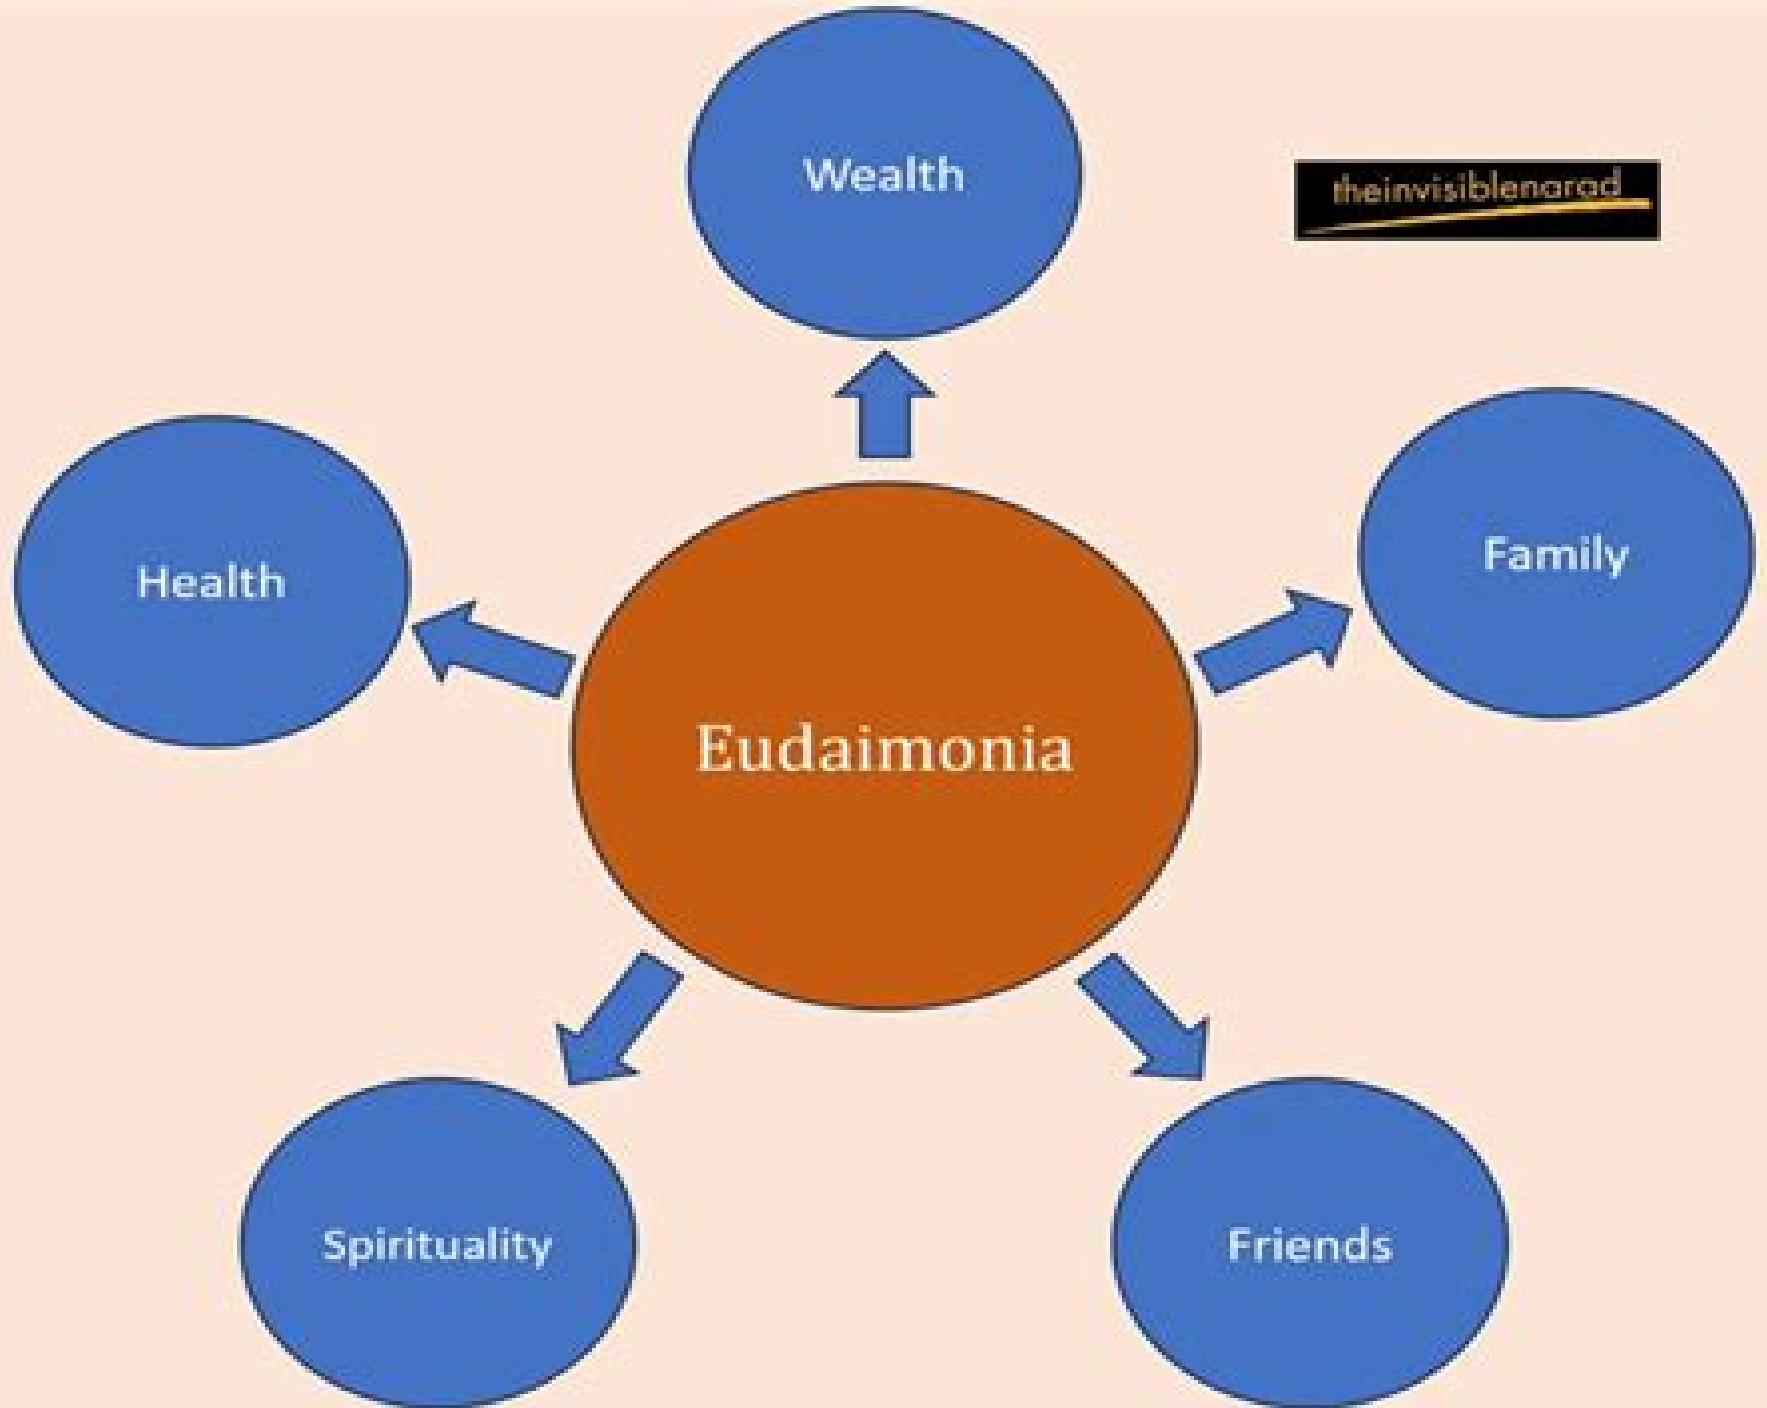 Wealth
theinvisiblenarad
Family
Health
Eudaimonia
Spirituality
Friends